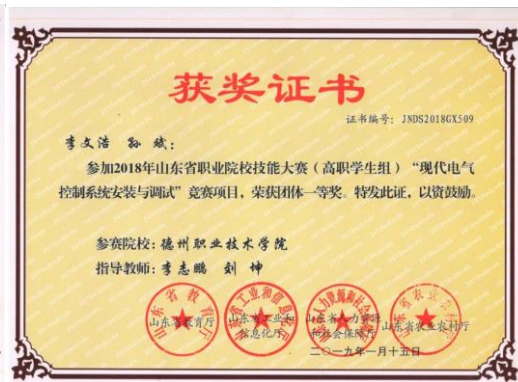 获奖证书
证书编号：JNDS2018GX509
李文浩 孙斌：
参加2018年山东省职业院校技能大赛（高职学生组）“现代电气
控制系统安装与调试”竞赛项目，荣获团体一等奖。特发此证，以资鼓励。
参赛院校：德州职业技术学院
指导教师：李志鹏 刘坤
山东省教育厅 山东省工业和信息化厅 山东省人力资源和社会保障厅 山东省农业农村厅
二〇一九年一月十五日